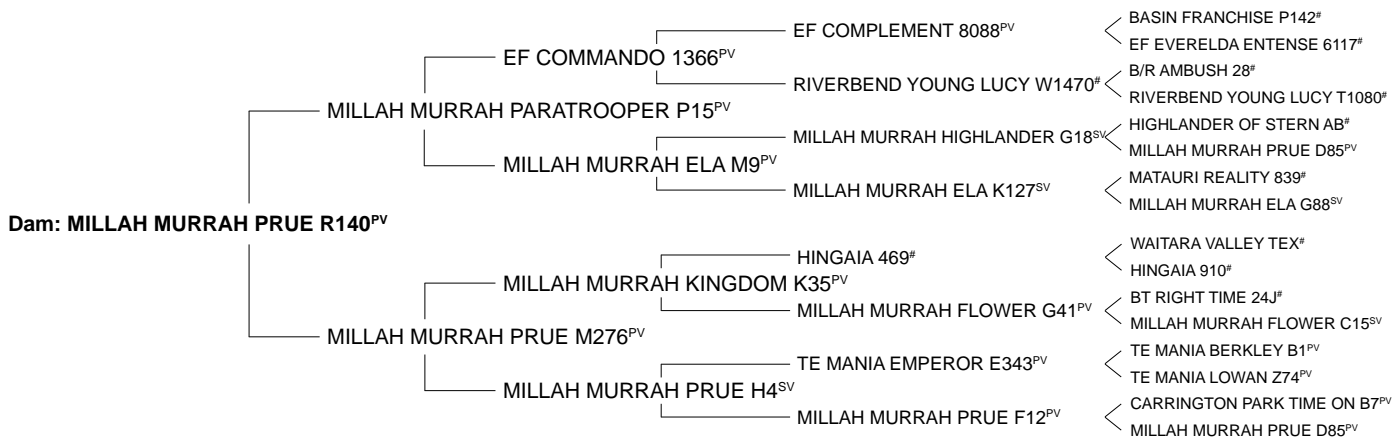 BASIN FRANCHISE P142#
EF COMPLEMENT 8088PV
EF EVERELDA ENTENSE 6117#
EF COMMANDO 1366PV
B/R AMBUSH 28#
RIVERBEND YOUNG LUCY W1470#
RIVERBEND YOUNG LUCY T1080#
MILLAH MURRAH PARATROOPER P15PV
HIGHLANDER OF STERN AB#
MILLAH MURRAH HIGHLANDER G18SV
MILLAH MURRAH PRUE D85PV
MILLAH MURRAH ELA M9PV
MATAURI REALITY 839#
MILLAH MURRAH ELA K127SV
MILLAH MURRAH ELA G88SV
Dam: MILLAH MURRAH PRUE R140PV
WAITARA VALLEY TEX#
HINGAIA 469#
HINGAIA 910#
MILLAH MURRAH KINGDOM K35PV
BT RIGHT TIME 24J#
MILLAH MURRAH FLOWER G41PV
MILLAH MURRAH FLOWER C15SV
MILLAH MURRAH PRUE M276PV
TE MANIA BERKLEY B1PV
TE MANIA EMPEROR E343PV
TE MANIA LOWAN Z74PV
MILLAH MURRAH PRUE H4SV
CARRINGTON PARK TIME ON B7PV
MILLAH MURRAH PRUE F12PV
MILLAH MURRAH PRUE D85PV